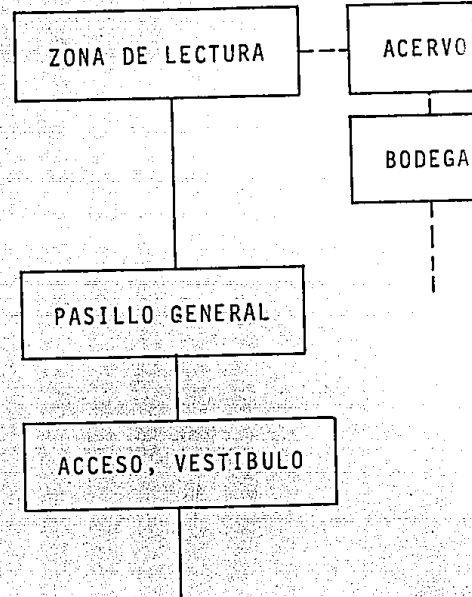 ZONA DE LECTURA
ACERVO
BODEGA
PASILLO GENERAL
ACCESO, VESTIBULO